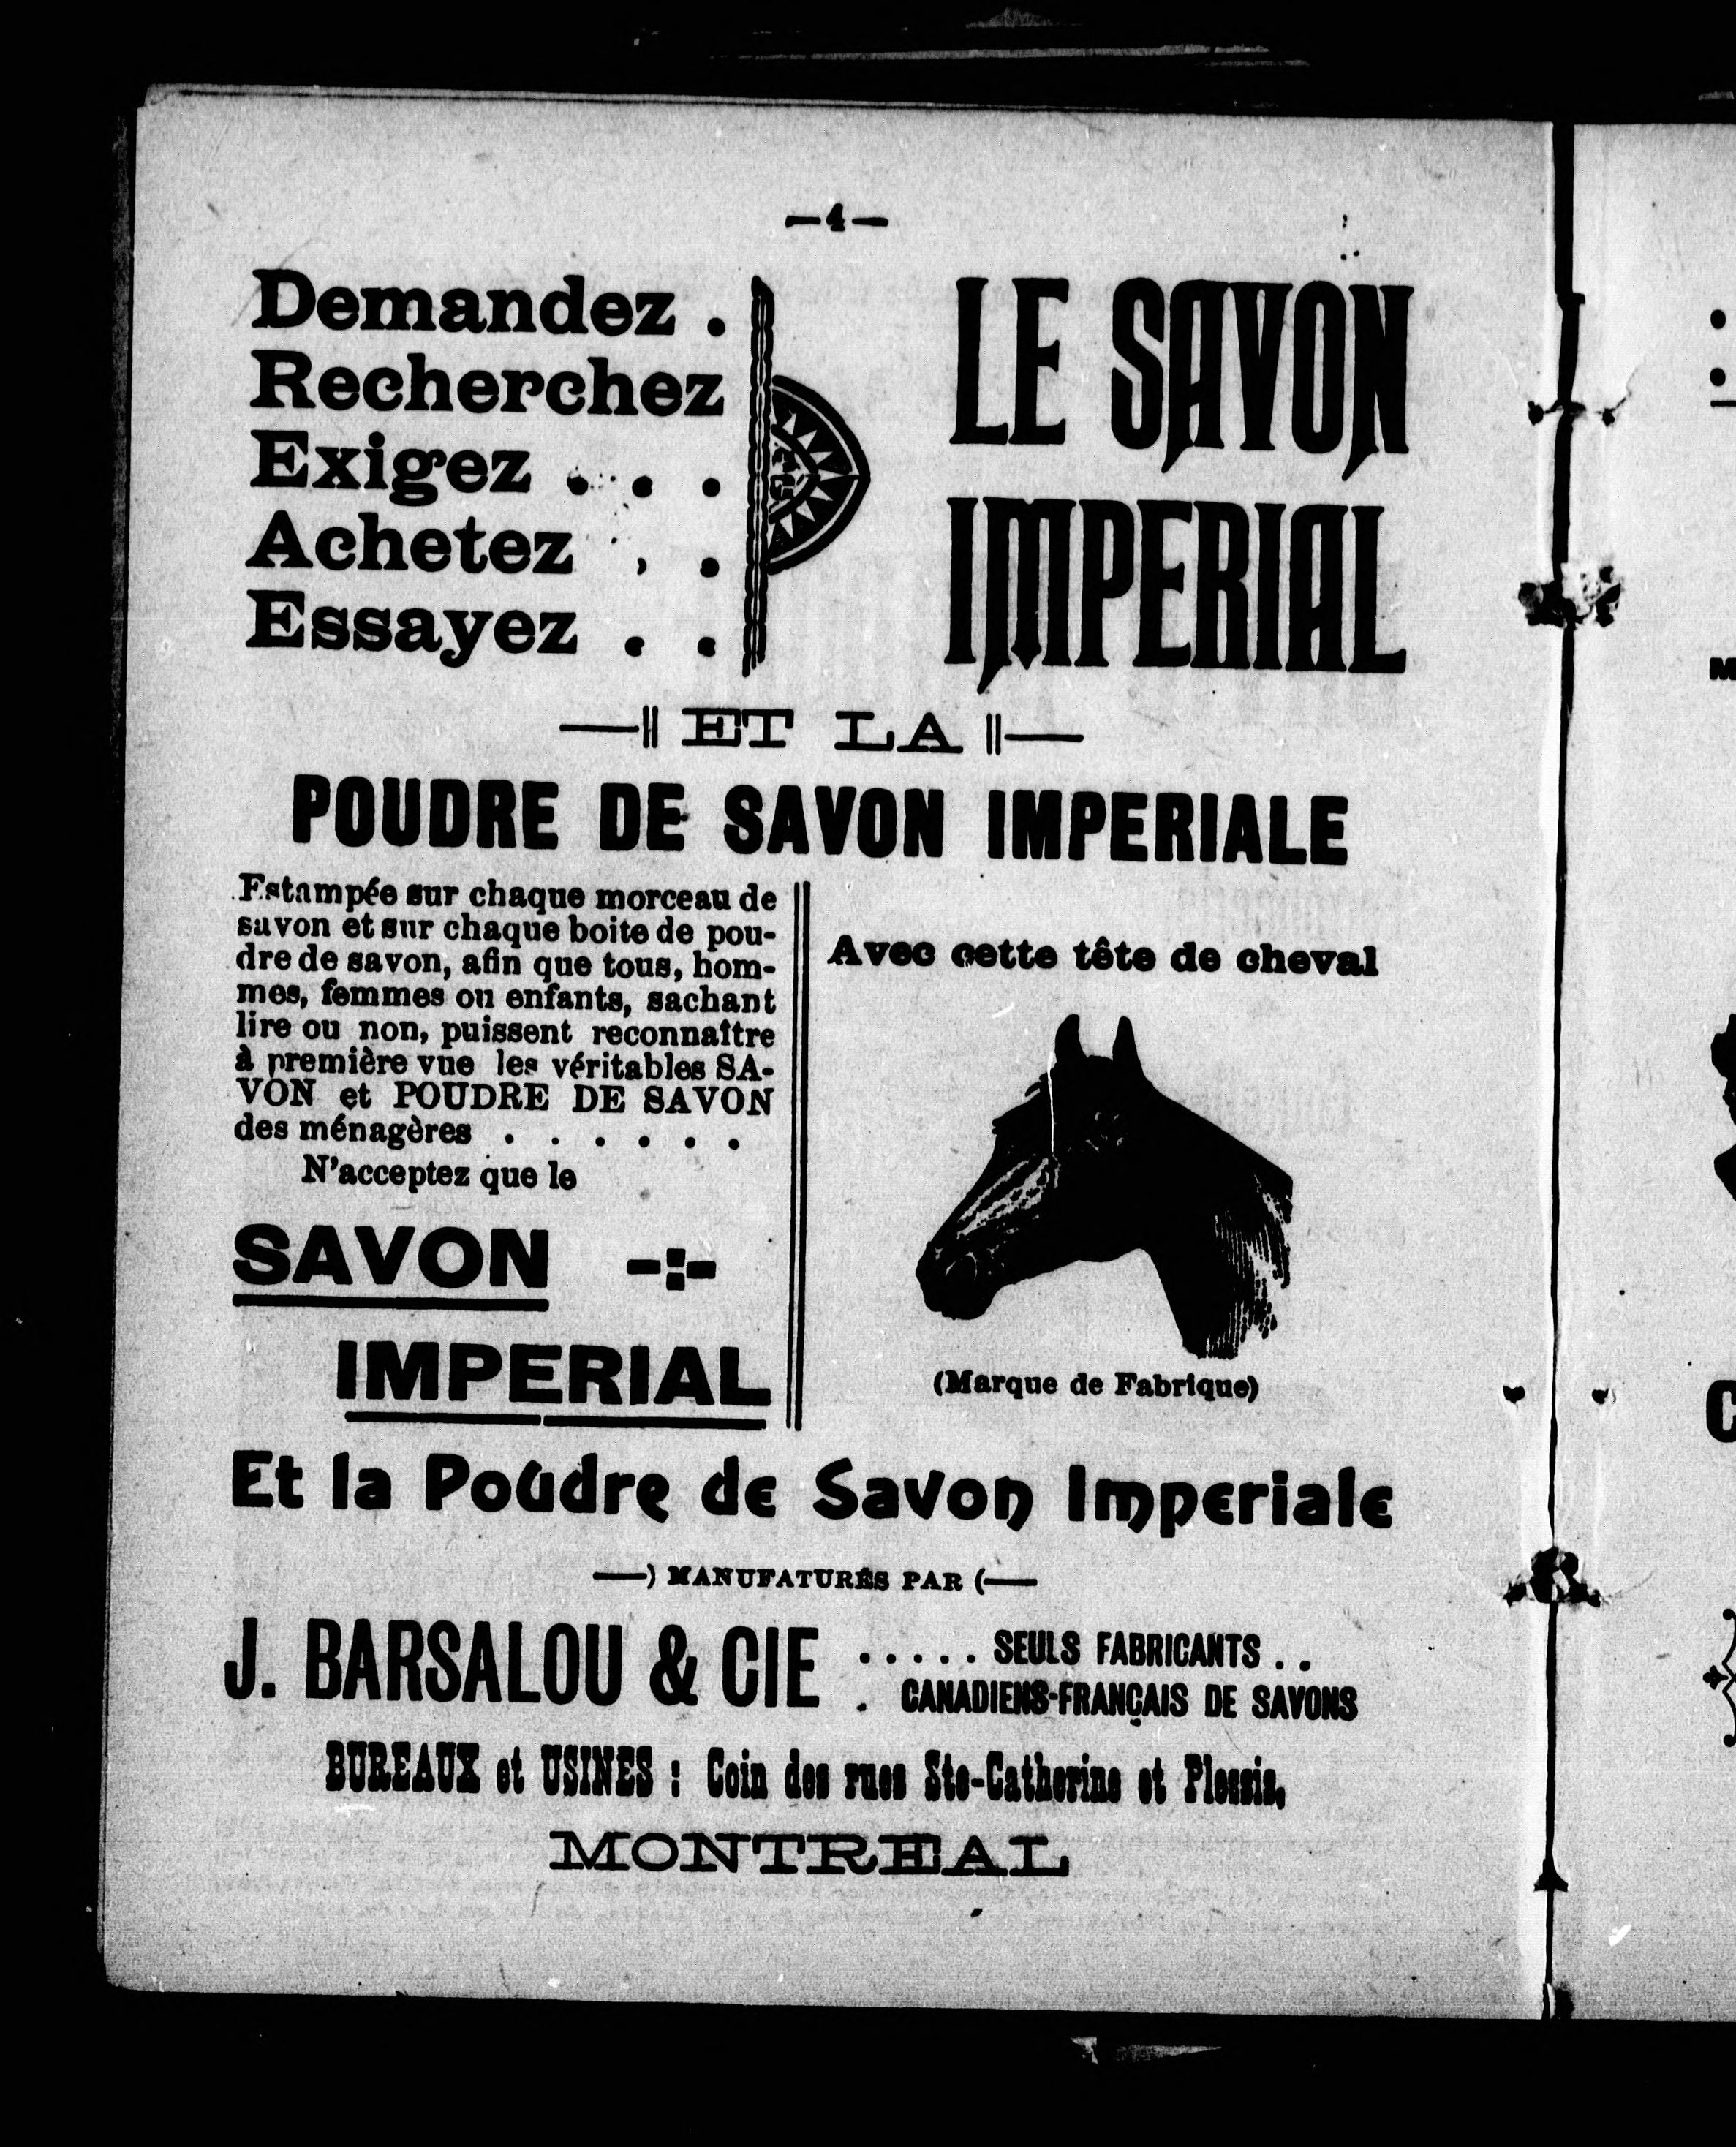 —4—
Demandez .
Recherchez
Exigez . . .
Achetez . .
Essayez . .
LE SAVON
IMPERIAL
—|| ET LA ||—
POUDRE DE SAVON IMPERIALE
Estampée sur chaque morceau de
savon et sur chaque boite de pou-
dre de savon, afin que tous, hom-
mes, femmes ou enfants, sachant
lire ou non, puissent reconnaître
à première vue les véritables SA-
VON et POUDRE DE SAVON
des ménagères . . . . . .
N'acceptez que le
SAVON -:-
IMPERIAL
Avec cette tête de cheval
(Marque de Fabrique)
Et la Poudre de Savon Imperiale
—) MANUFATURÉS PAR (—
J. BARSALOU & CIE
. . . . . SEULS FABRICANTS . .
. CANADIENS-FRANÇAIS DE SAVONS
BUREAUX et USINES : Coin des rues Ste-Catherine et Plessis,
MONTREAL